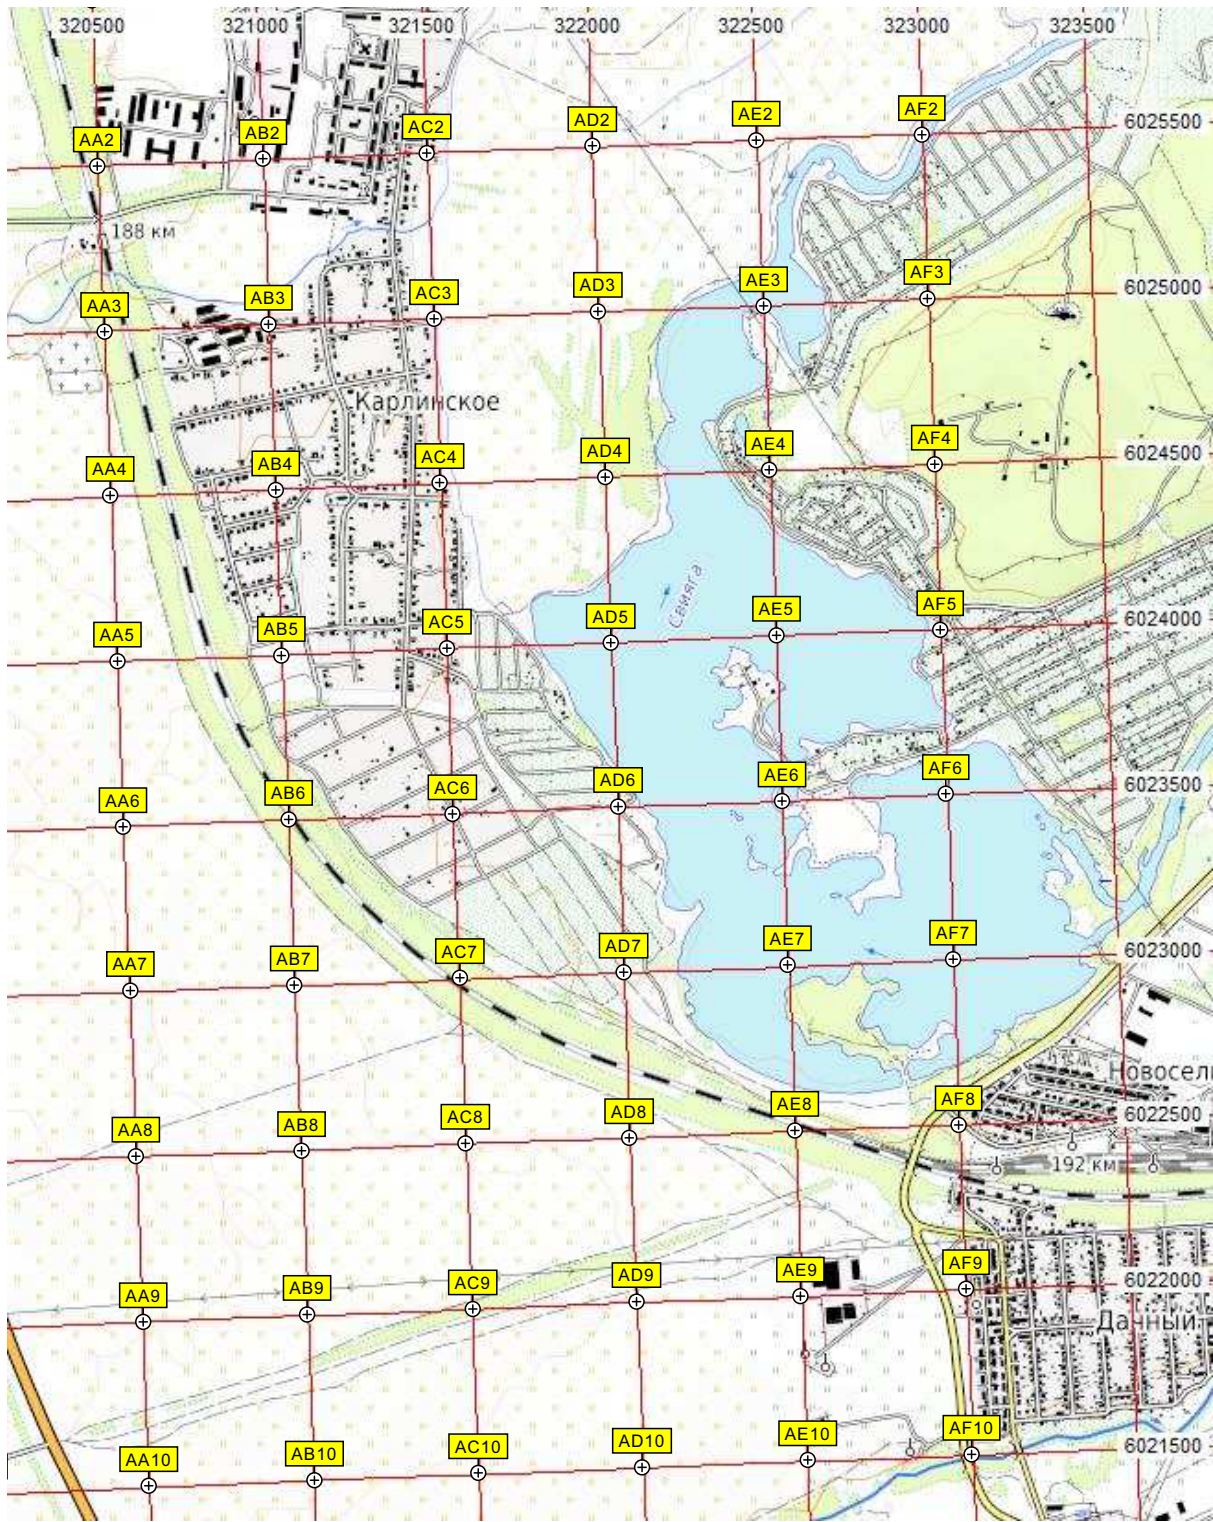 320500 321000 321500 322000 322500 323000 323500
AA2 AB2 AC2 AD2 AE2 AF2 6025500
188 км
AA3 AB3 AC3 AD3 AE3 AF3 6025000
Карлинское
AA4 AB4 AC4 AD4 AE4 AF4 6024500
Свияга
AA5 AB5 AC5 AD5 AE5 AF5 6024000
AA6 AB6 AC6 AD6 AE6 AF6 6023500
AA7 AB7 AC7 AD7 AE7 AF7 6023000
Новосел
AA8 AB8 AC8 AD8 AE8 AF8 6022500
192 км
AA9 AB9 AC9 AD9 AE9 AF9 6022000
Дачный
AA10 AB10 AC10 AD10 AE10 AF10 6021500